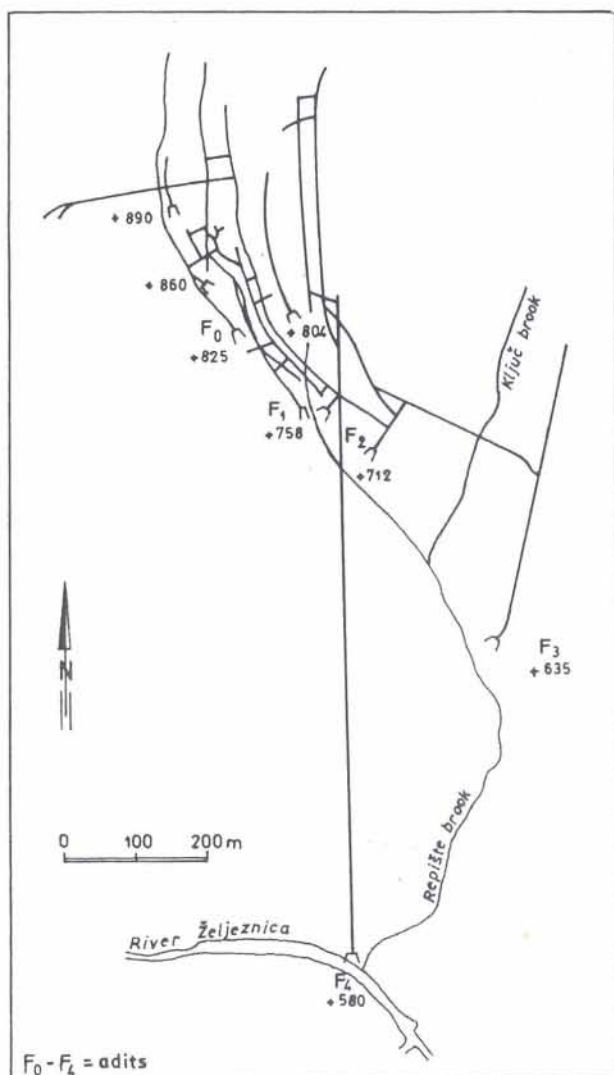 + 890
+ 860
F0
+ 825
+ 804
F1
+ 758
F2
+ 712
Ključ brook
N
F3
+ 635
0 100 200 m
Repište brook
River Željeznica
F4
+ 580
F0 - F4 = adits